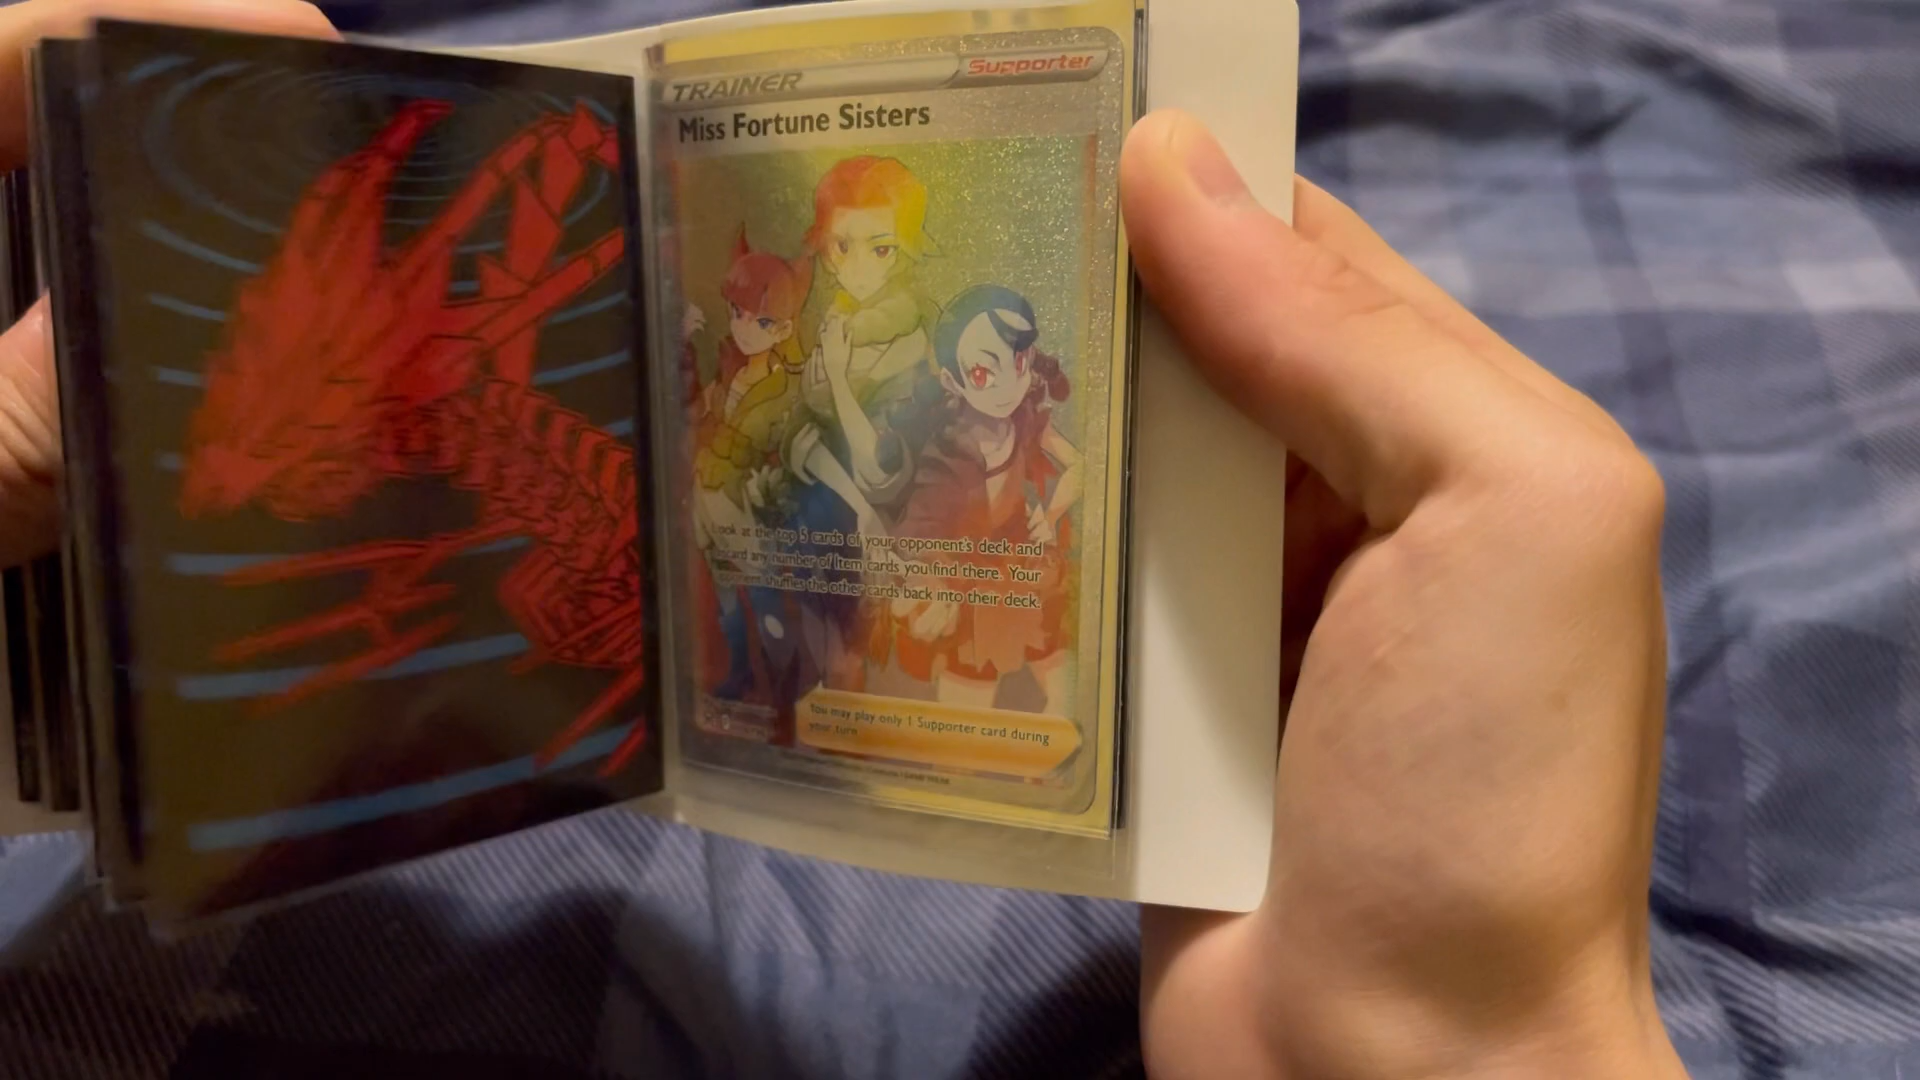 TRAINER Supporter
Miss Fortune Sisters
Look at the top 5 cards of your opponent's deck and
discard any number of Item cards you find there. Your
opponent shuffles the other cards back into their deck.
You may play only 1 Supporter card during
your turn.